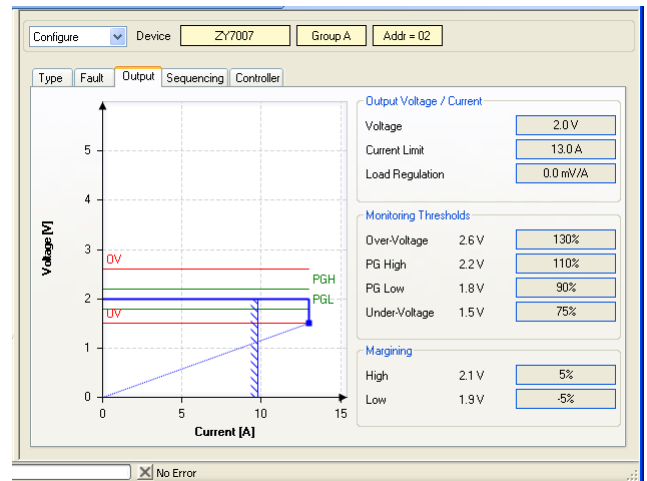 Configure Device ZY7007 Group A Addr = 02
Type Fault Output Sequencing Controller
Voltage [V]
5
4
3
2
1
0
OV
PGH
PGL
UV
0 5 10 15
Current [A]
Output Voltage / Current
Voltage 2.0 V
Current Limit 13.0 A
Load Regulation 0.0 mV/A
Monitoring Thresholds
Over-Voltage 2.6 V 130%
PG High 2.2 V 110%
PG Low 1.8 V 90%
Under-Voltage 1.5 V 75%
Margining
High 2.1 V 5%
Low 1.9 V -5%
No Error